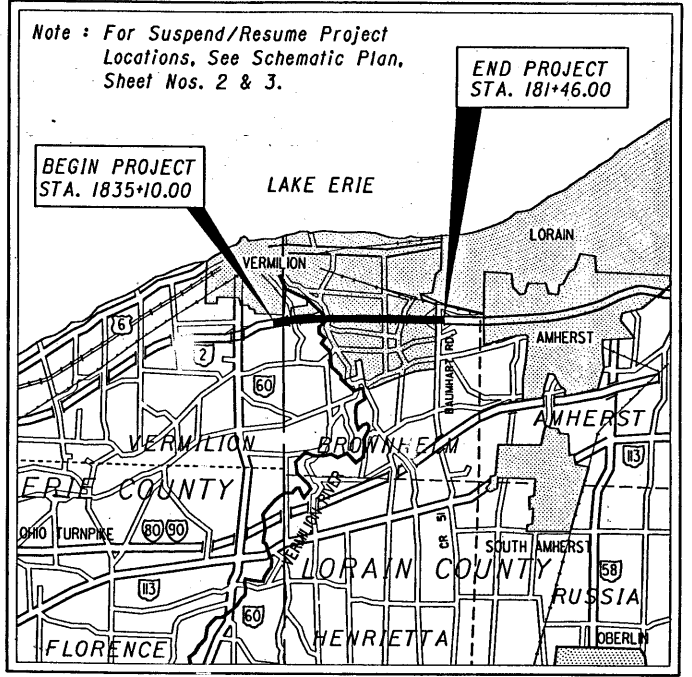 Note : For Suspend/Resume Project
Locations, See Schematic Plan,
Sheet Nos. 2 & 3.
END PROJECT
STA. 181+46.00
BEGIN PROJECT
STA. 1835+10.00
LAKE ERIE
LORAIN
VERMILION
6
2
AMHERST
BAUMHART RD.
60
VERMILION
BROWNHELM
AMHERST
113
ERIE COUNTY
VERMILION RIVER
OHIO TURNPIKE
80
90
CR 51
SOUTH AMHERST
LORAIN COUNTY
58
113
RUSSIA
60
FLORENCE
HENRIETTA
OBERLIN